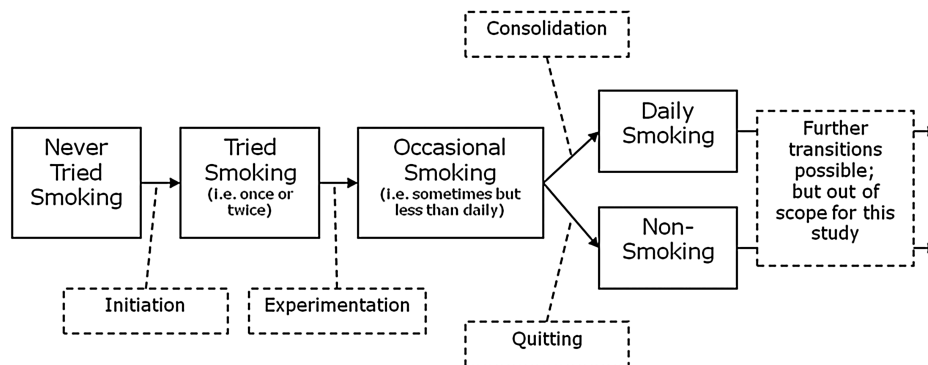 Consolidation
Never
Tried
Smoking
Tried
Smoking
(i.e. once or
twice)
Occasional
Smoking
(i.e. sometimes but
less than daily)
Daily
Smoking
Non-
Smoking
Further
transitions
possible;
but out of
scope for this
study
Initiation
Experimentation
Quitting